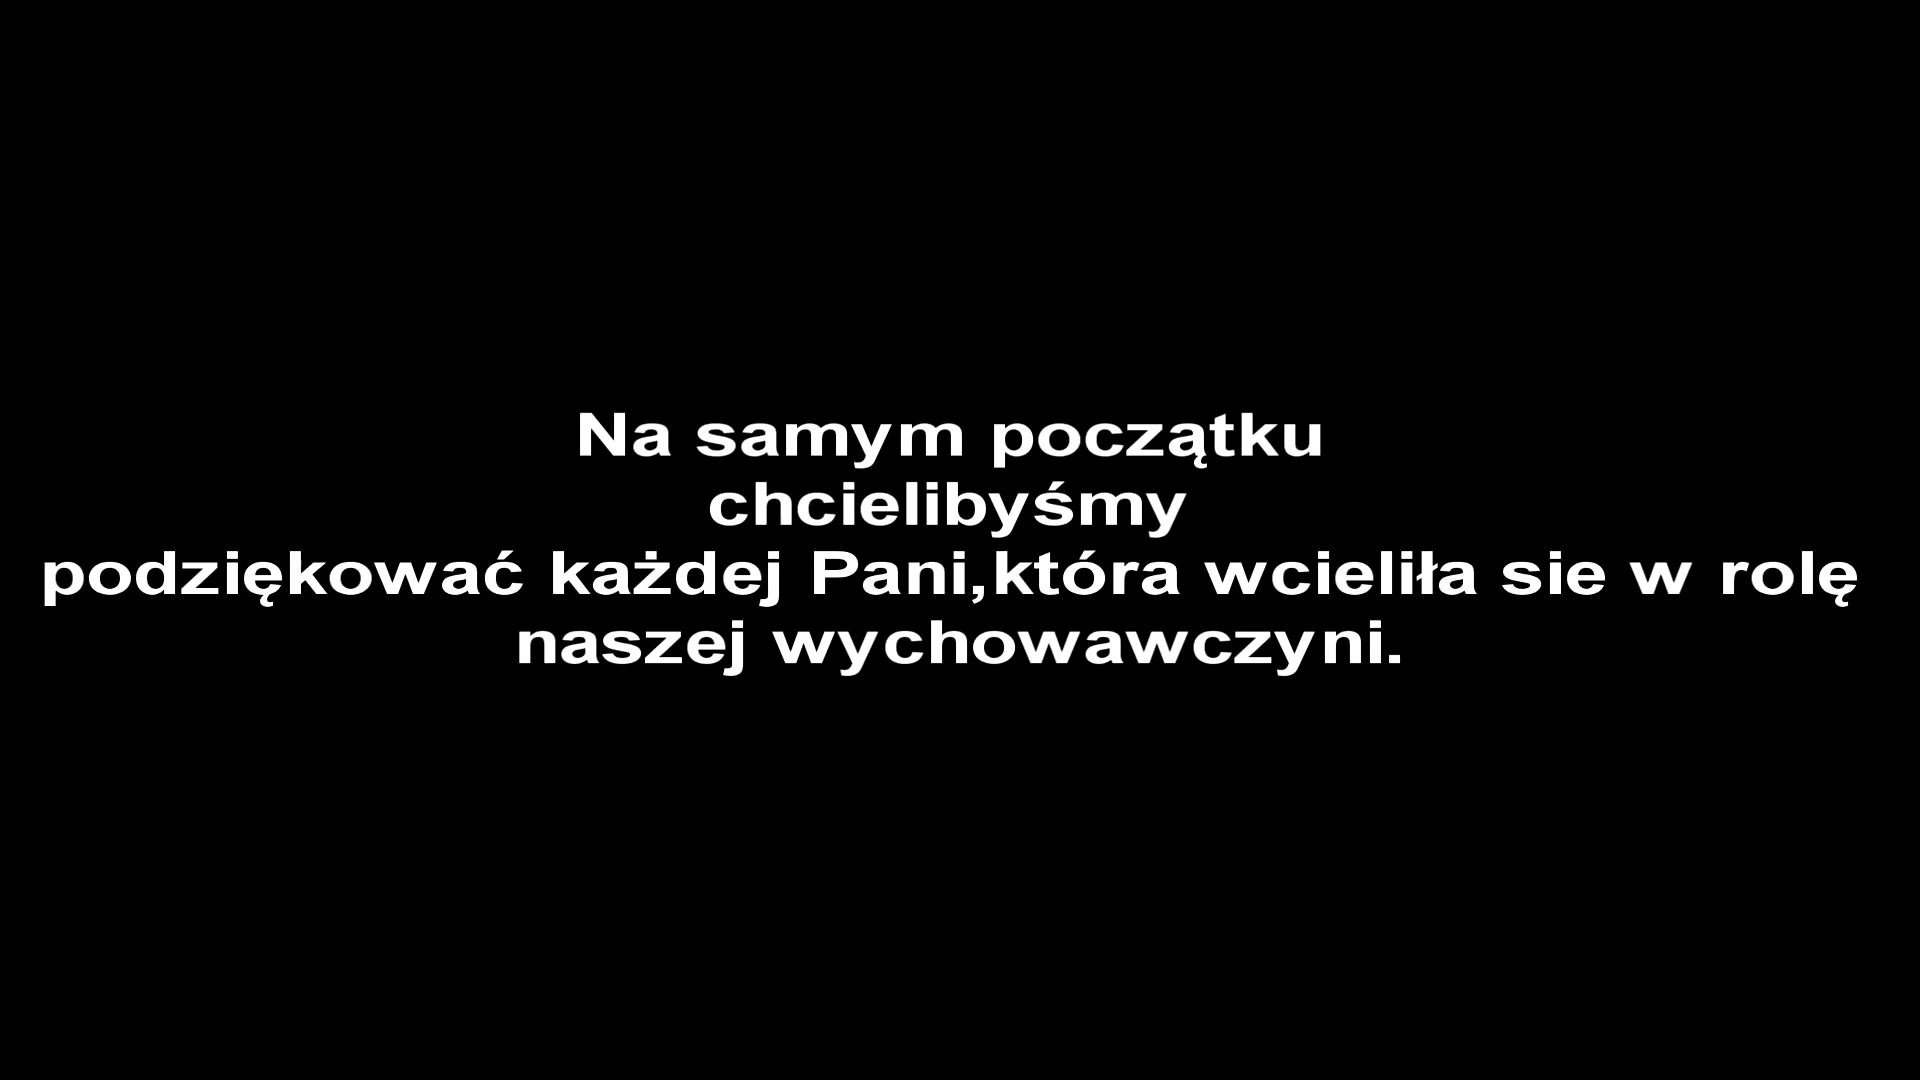 Na samym początku
chcielibyśmy
podziękować każdej Pani,która wcieliła sie w rolę
naszej wychowawczyni.